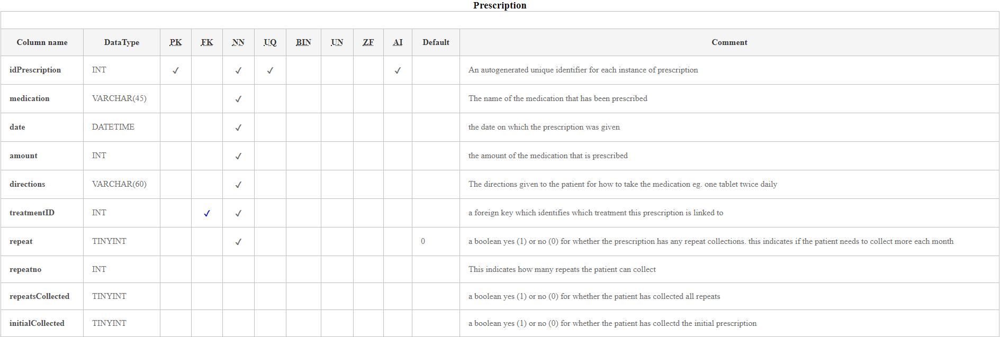 Prescription
Column name DataType PK FK NN UQ BIN UN ZF AI Default Comment
idPrescription INT ✓ ✓ ✓ ✓ An autogenerated unique identifier for each instance of prescription
medication VARCHAR(45) ✓ The name of the medication that has been prescribed
date DATETIME ✓ the date on which the prescription was given
amount INT ✓ the amount of the medication that is prescribed
directions VARCHAR(60) ✓ The directions given to the patient for how to take the medication eg. one tablet twice daily
treatmentID INT ✓ ✓ a foreign key which identifies which treatment this prescription is linked to
repeat TINYINT ✓ 0 a boolean yes (1) or no (0) for whether the prescription has any repeat collections. this indicates if the patient needs to collect more each month
repeatno INT This indicates how many repeats the patient can collect
repeatsCollected TINYINT a boolean yes (1) or no (0) for whether the patient has collected all repeats
initialCollected TINYINT a boolean yes (1) or no (0) for whether the patient has collectd the initial prescription